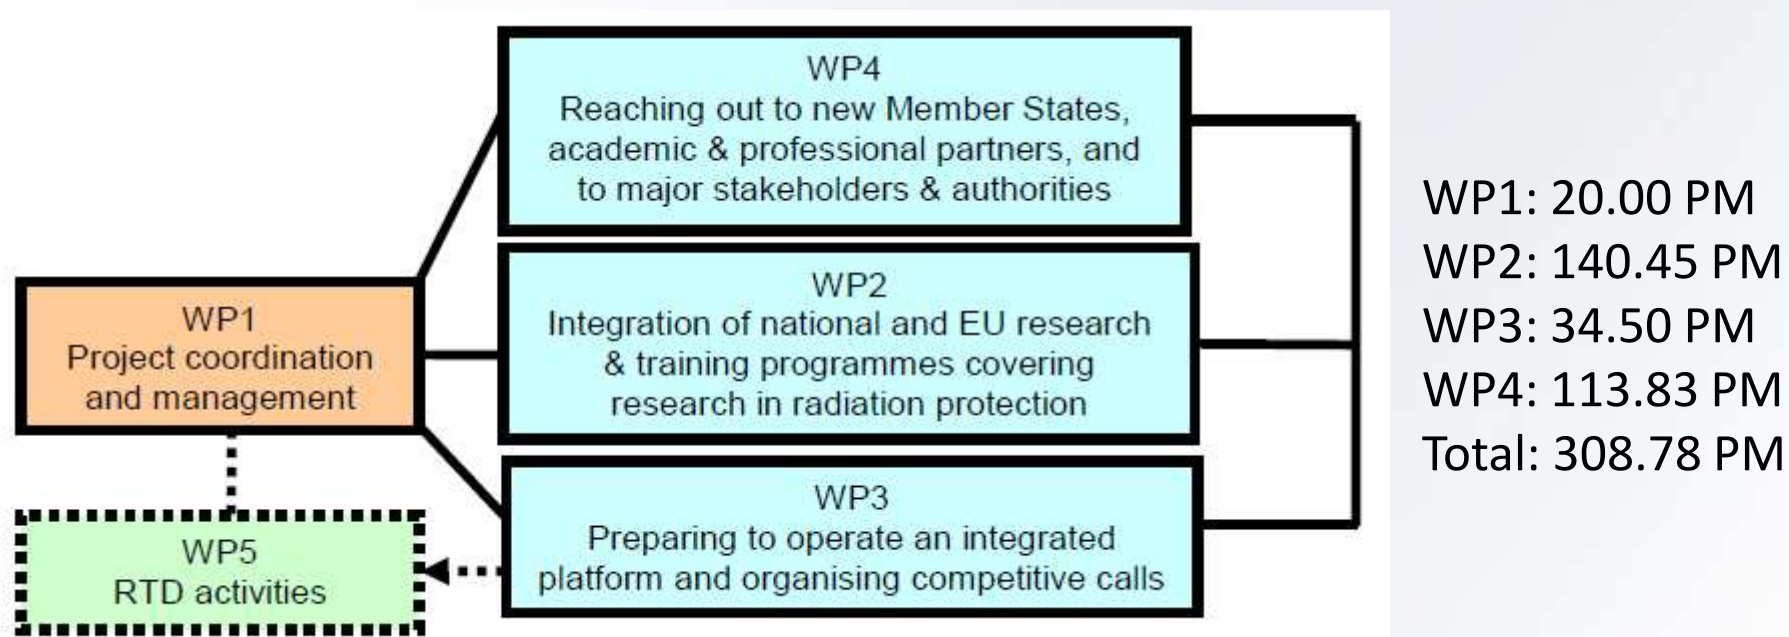 WP4
Reaching out to new Member States,
academic & professional partners, and
to major stakeholders & authorities
WP2
Integration of national and EU research
& training programmes covering
research in radiation protection
WP1
Project coordination
and management
WP3
Preparing to operate an integrated
platform and organising competitive calls
WP5
RTD activities
WP1: 20.00 PM
WP2: 140.45 PM
WP3: 34.50 PM
WP4: 113.83 PM
Total: 308.78 PM